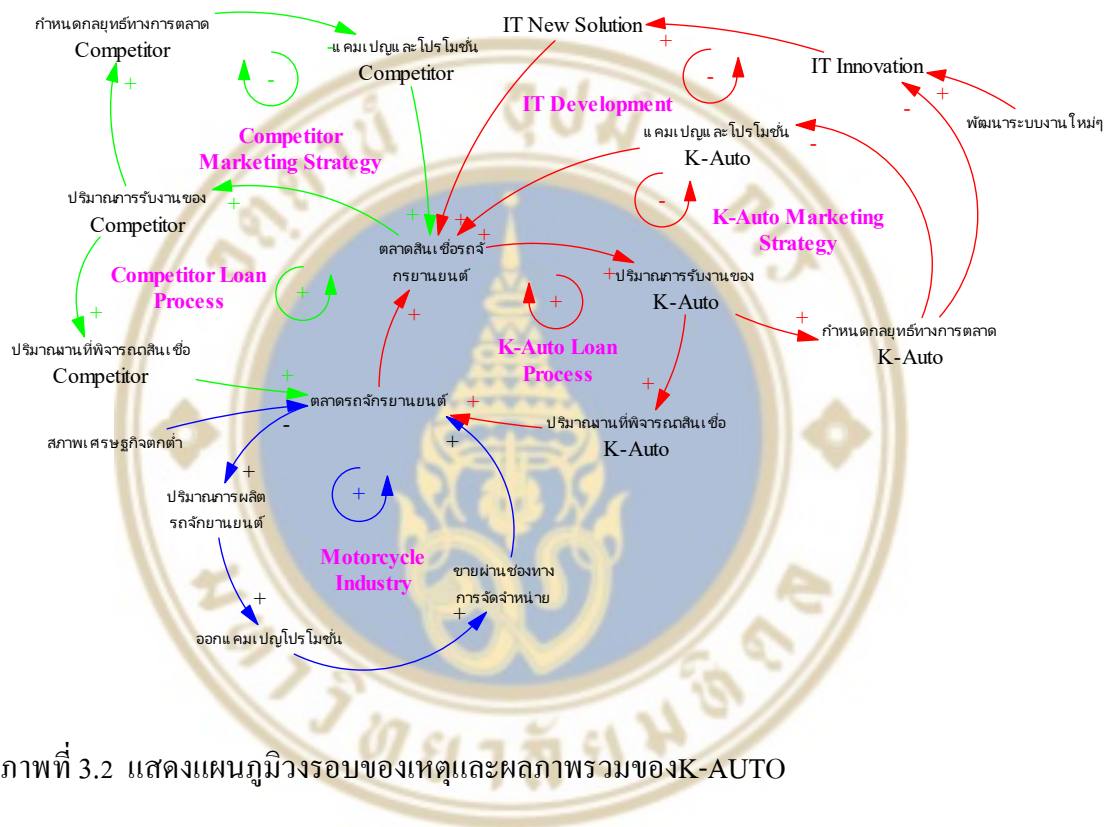 กำหนดกลยุทธ์ทางการตลาด
Competitor
แคมเปญและโปรโมชั่น
Competitor
IT New Solution
IT Innovation
พัฒนาระบบงานใหม่ๆ
IT Development
แคมเปญและโปรโมชั่น
K-Auto
Competitor
Marketing Strategy
ปริมาณการรับงานของ
Competitor
K-Auto Marketing
Strategy
ตลาดสินเชื่อรถจั
กรยานยนต์
Competitor Loan
Process
ปริมาณการรับงานของ
K-Auto
กำหนดกลยุทธ์ทางการตลาด
K-Auto
ปริมาณงานที่พิจารณาสินเชื่อ
Competitor
K-Auto Loan
Process
ตลาดรถจักรยานยนต์
ปริมาณงานที่พิจารณาสินเชื่อ
K-Auto
สภาพเศรษฐกิจตกต่ำ
ปริมาณการผลิต
รถจักยานยนต์
Motorcycle
Industry
ขายผ่านช่องทาง
การจัดจำหน่าย
ออกแคมเปญโปรโมชั่น
มหาวิทยาลัยมหิดล
ภาพที่ 3.2 แสดงแผนภูมิวงรอบของเหตุและผลภาพรวมของK-AUTO